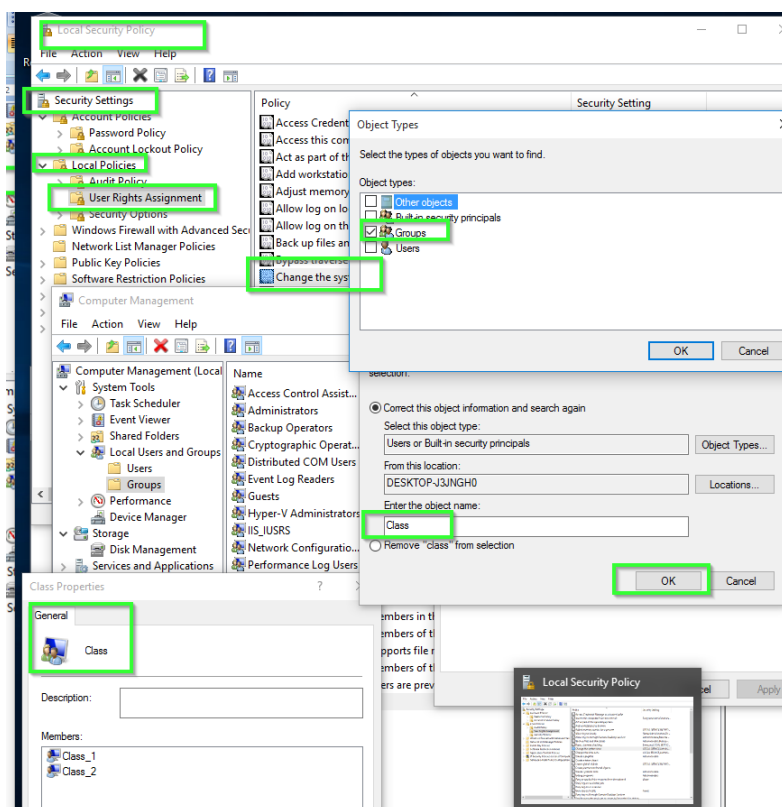 Local Security Policy
File Action View Help
Security Settings
Account Policies
Password Policy
Account Lockout Policy
Local Policies
Audit Policy
User Rights Assignment
Security Options
Windows Firewall with Advanced Secu
Network List Manager Policies
Public Key Policies
Software Restriction Policies
Policy
Security Setting
Access Credent
Access this com
Act as part of th
Add workstatio
Adjust memory
Allow log on lo
Allow log on th
Back up files an
Bypass traverse
Change the sys
Object Types
Select the types of objects you want to find.
Object types:
Other objects
Built-in security principals
Groups
Users
OK
Cancel
selection.
Correct this object information and search again
Select this object type:
Users or Built-in security principals
Object Types...
From this location:
DESKTOP-J3JNGH0
Locations...
Enter the object name:
Class
Remove "class" from selection
OK
Cancel
Computer Management
File Action View Help
Computer Management (Local
System Tools
Task Scheduler
Event Viewer
Shared Folders
Local Users and Groups
Users
Groups
Performance
Device Manager
Storage
Disk Management
Services and Applications
Name
Access Control Assist...
Administrators
Backup Operators
Cryptographic Operat...
Distributed COM Users
Event Log Readers
Guests
Hyper-V Administrators
IIS_IUSRS
Network Configuratio...
Performance Log Users
Class Properties
?
General
Class
Description:
Members:
Class_1
Class_2
embers in th
embers of th
pports file r
embers of th
ers are prev
Local Security Policy
cel
Apply